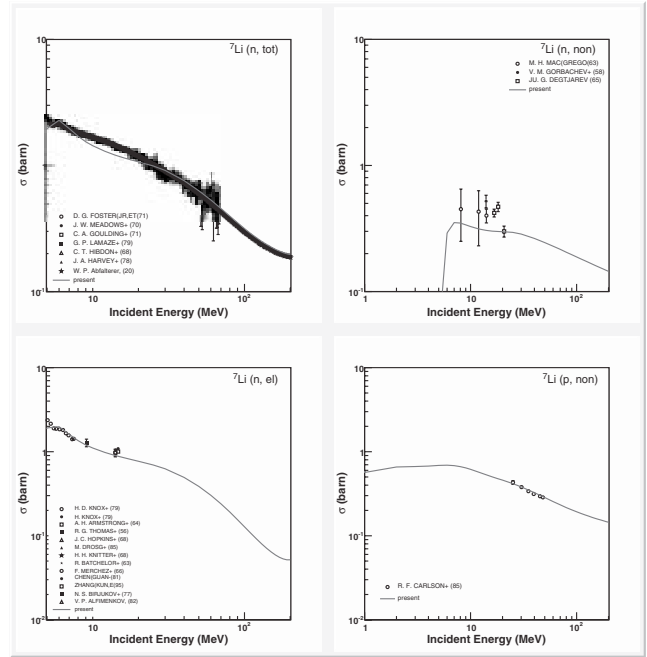 ⁷Li (n, tot)
10
1
10⁻¹
σ (barn)
D. G. FOSTER(JR,ET(71)
J. W. MEADOWS+ (70)
C. A. GOULDING+ (71)
G. P. LAMAZE+ (79)
C. T. HIBDON+ (68)
J. A. HARVEY+ (78)
W. P. Abfalterer, (20)
present
10
10²
Incident Energy (MeV)
⁷Li (n, non)
10
1
10⁻¹
σ (barn)
M. H. MAC(GREGO(63)
V. M. GORBACHEV+ (58)
JU. G. DEGTJAREV (65)
present
1
10
10²
Incident Energy (MeV)
⁷Li (n, el)
10
1
10⁻¹
10⁻²
σ (barn)
H. D. KNOX+ (79)
H. KNOX+ (79)
A. H. ARMSTRONG+ (64)
R. G. THOMAS+ (56)
J. C. HOPKINS+ (68)
M. DROSG+ (85)
H. H. KNITTER+ (68)
R. BATCHELOR+ (63)
F. MERCHEZ+ (66)
CHEN(GUAN-(81)
ZHANG(KUN,E(95)
N. S. BIRJUKOV+ (77)
V. P. ALFIMENKOV, (82)
present
10
10²
Incident Energy (MeV)
⁷Li (p, non)
10
1
10⁻¹
10⁻²
σ (barn)
R. F. CARLSON+ (85)
present
1
10
10²
Incident Energy (MeV)